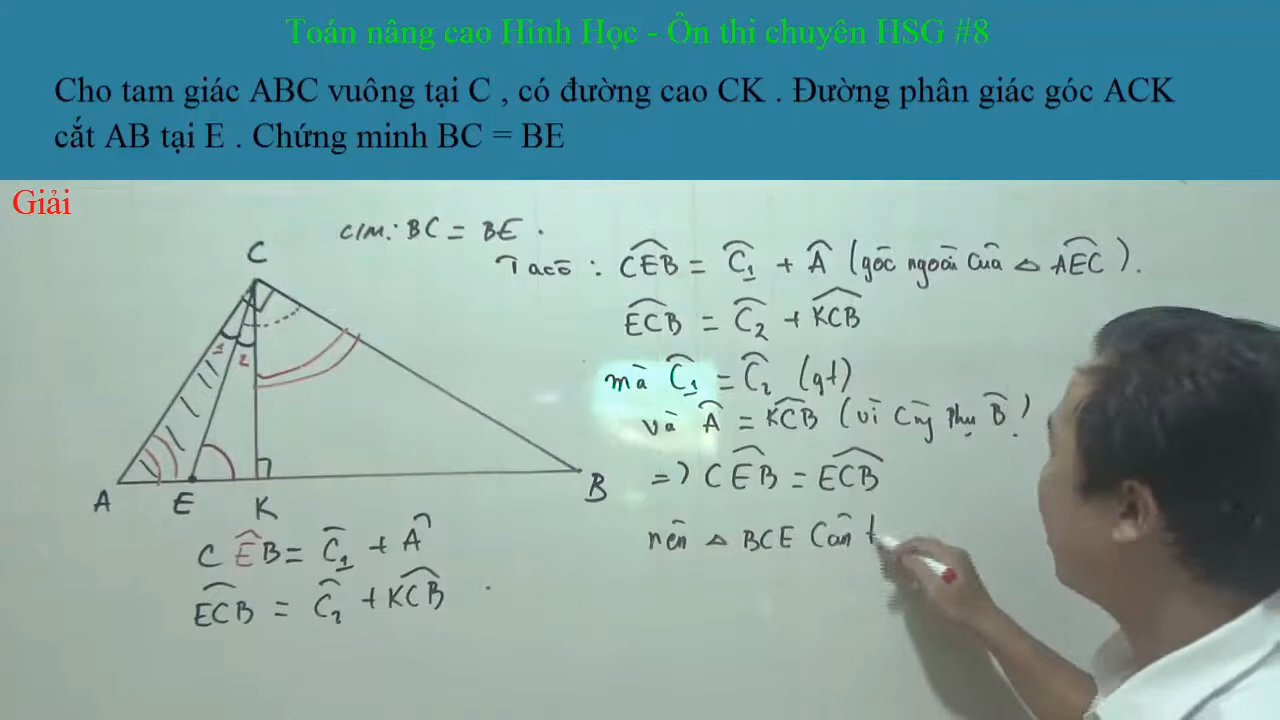 Toán nâng cao Hình Học - Ôn thi chuyên HSG #8
Cho tam giác ABC vuông tại C , có đường cao CK . Đường phân giác góc ACK
cắt AB tại E . Chứng minh BC = BE
Giải
C/M: BC = BE .
Ta có : CEB = C1 + A (góc ngoài của △ AEC ).
ECB = C2 + KCB
mà C1 = C2 (gt)
và A = KCB (vì cùng phụ B )
=> CEB = ECB
nên △ BCE cân t
C
1
2
A
E
K
B
CEB = C1 + A
ECB = C2 + KCB